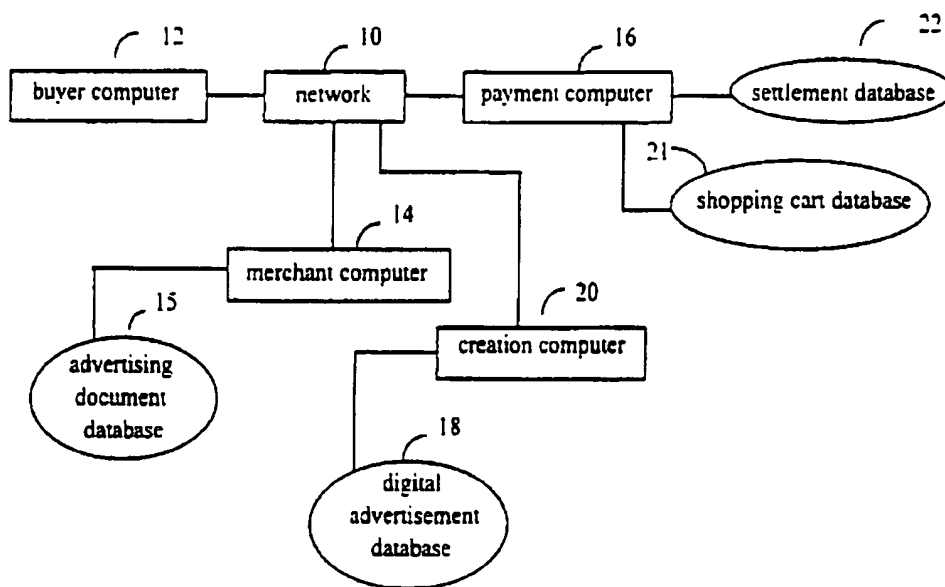 12
10
16
22
buyer computer
network
payment computer
settlement database
21
shopping cart database
14
merchant computer
20
15
creation computer
advertising
document
database
18
digital
advertisement
database